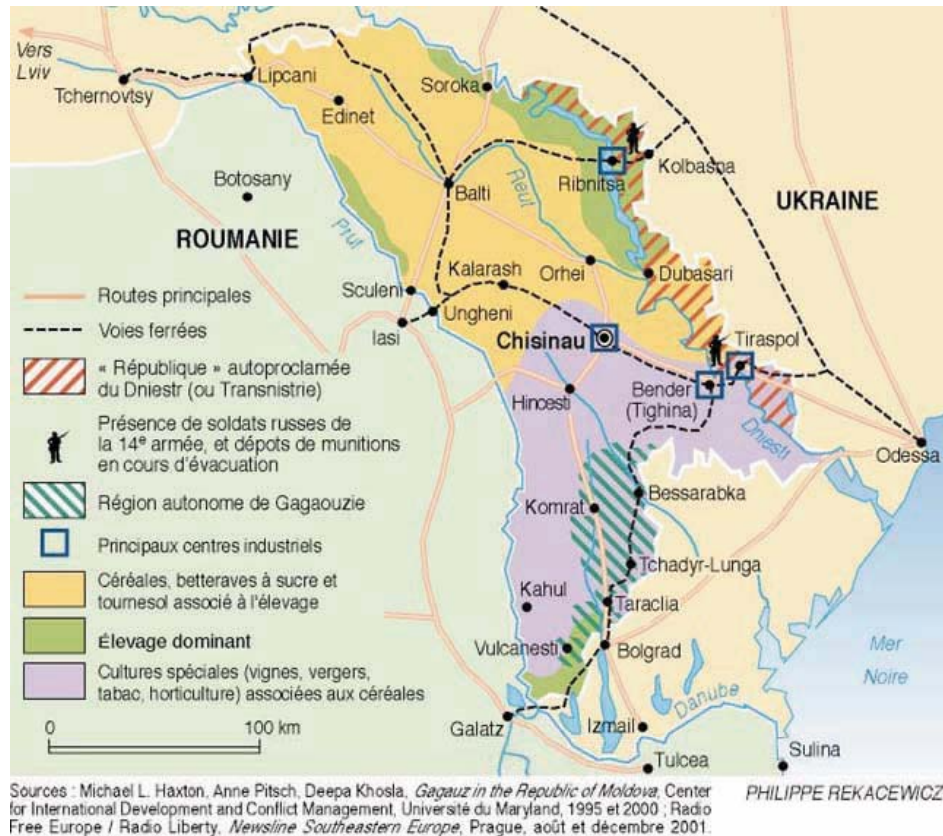 Vers
Lviv
Tchernovtsy
Lipcani
Edinet
Soroka
Botosany
Balti
Reut
Ribnitsa
Kolbasna
UKRAINE
ROUMANIE
Prut
Kalarash
Orhei
Dubasari
Sculeni
Ungheni
Iasi
Chisinau
Tiraspol
Hincesti
Bender
(Tighina)
Dniestr
Odessa
Bessarabka
Komrat
Tchadyr-Lunga
Kahul
Taraclia
Vulcanesti
Bolgrad
Mer
Noire
Galatz
Izmail
Danube
Tulcea
Sulina
Routes principales
Voies ferrées
« République » autoproclamée
du Dniestr (ou Transnistrie)
Présence de soldats russes de
la 14e armée, et dépots de munitions
en cours d'évacuation
Région autonome de Gagaouzie
Principaux centres industriels
Céréales, betteraves à sucre et
tournesol associé à l'élevage
Élevage dominant
Cultures spéciales (vignes, vergers,
tabac, horticulture) associées aux céréales
0 100 km
Sources : Michael L. Haxton, Anne Pitsch, Deepa Khosla, Gagauz in the Republic of Moldova, Center
for International Development and Conflict Management, Université du Maryland, 1995 et 2000 ; Radio
Free Europe / Radio Liberty, Newsline Southeastern Europe, Prague, août et décembre 2001.
PHILIPPE REKACEWICZ